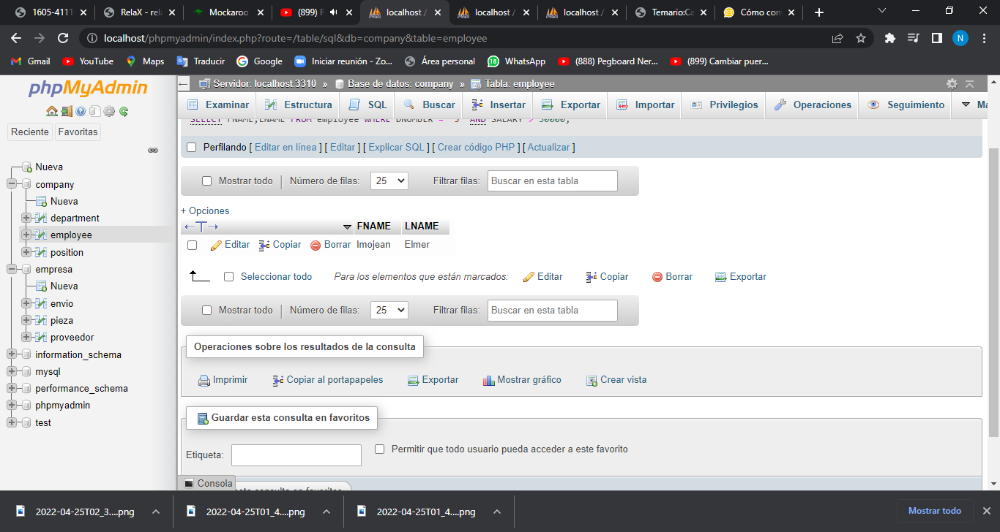 1605-4111
RelaX - rela
Mockaroo
(899) F
localhost /
localhost /
localhost /
Temario:Ca
Cómo con
localhost/phpmyadmin/index.php?route=/table/sql&db=company&table=employee
N
Gmail YouTube Maps Traducir Google Iniciar reunión - Zo... Área personal WhatsApp (888) Pegboard Ner... (899) Cambiar puer...
phpMyAdmin
Reciente Favoritas
Nueva
company
Nueva
department
employee
position
empresa
Nueva
envio
pieza
proveedor
information_schema
mysql
performance_schema
phpmyadmin
test
Servidor: localhost:3310 » Base de datos: company » Tabla: employee
Examinar Estructura SQL Buscar Insertar Exportar Importar Privilegios Operaciones Seguimiento Ma
SELECT FNAME,LNAME FROM employee WHERE DNUMBER = AND SALARY > 50000;
Perfilando [ Editar en línea ] [ Editar ] [ Explicar SQL ] [ Crear código PHP ] [ Actualizar ]
Mostrar todo | Número de filas: 25 Filtrar filas: Buscar en esta tabla
+ Opciones
←T→ FNAME LNAME
Editar Copiar Borrar Imojean Elmer
Seleccionar todo Para los elementos que están marcados: Editar Copiar Borrar Exportar
Mostrar todo | Número de filas: 25 Filtrar filas: Buscar en esta tabla
Operaciones sobre los resultados de la consulta
Imprimir Copiar al portapapeles Exportar Mostrar gráfico Crear vista
Guardar esta consulta en favoritos
Etiqueta: Permitir que todo usuario pueda acceder a este favorito
Consola
esta consulta en favoritos
2022-04-25T02_3....png 2022-04-25T01_4....png 2022-04-25T01_4....png Mostrar todo